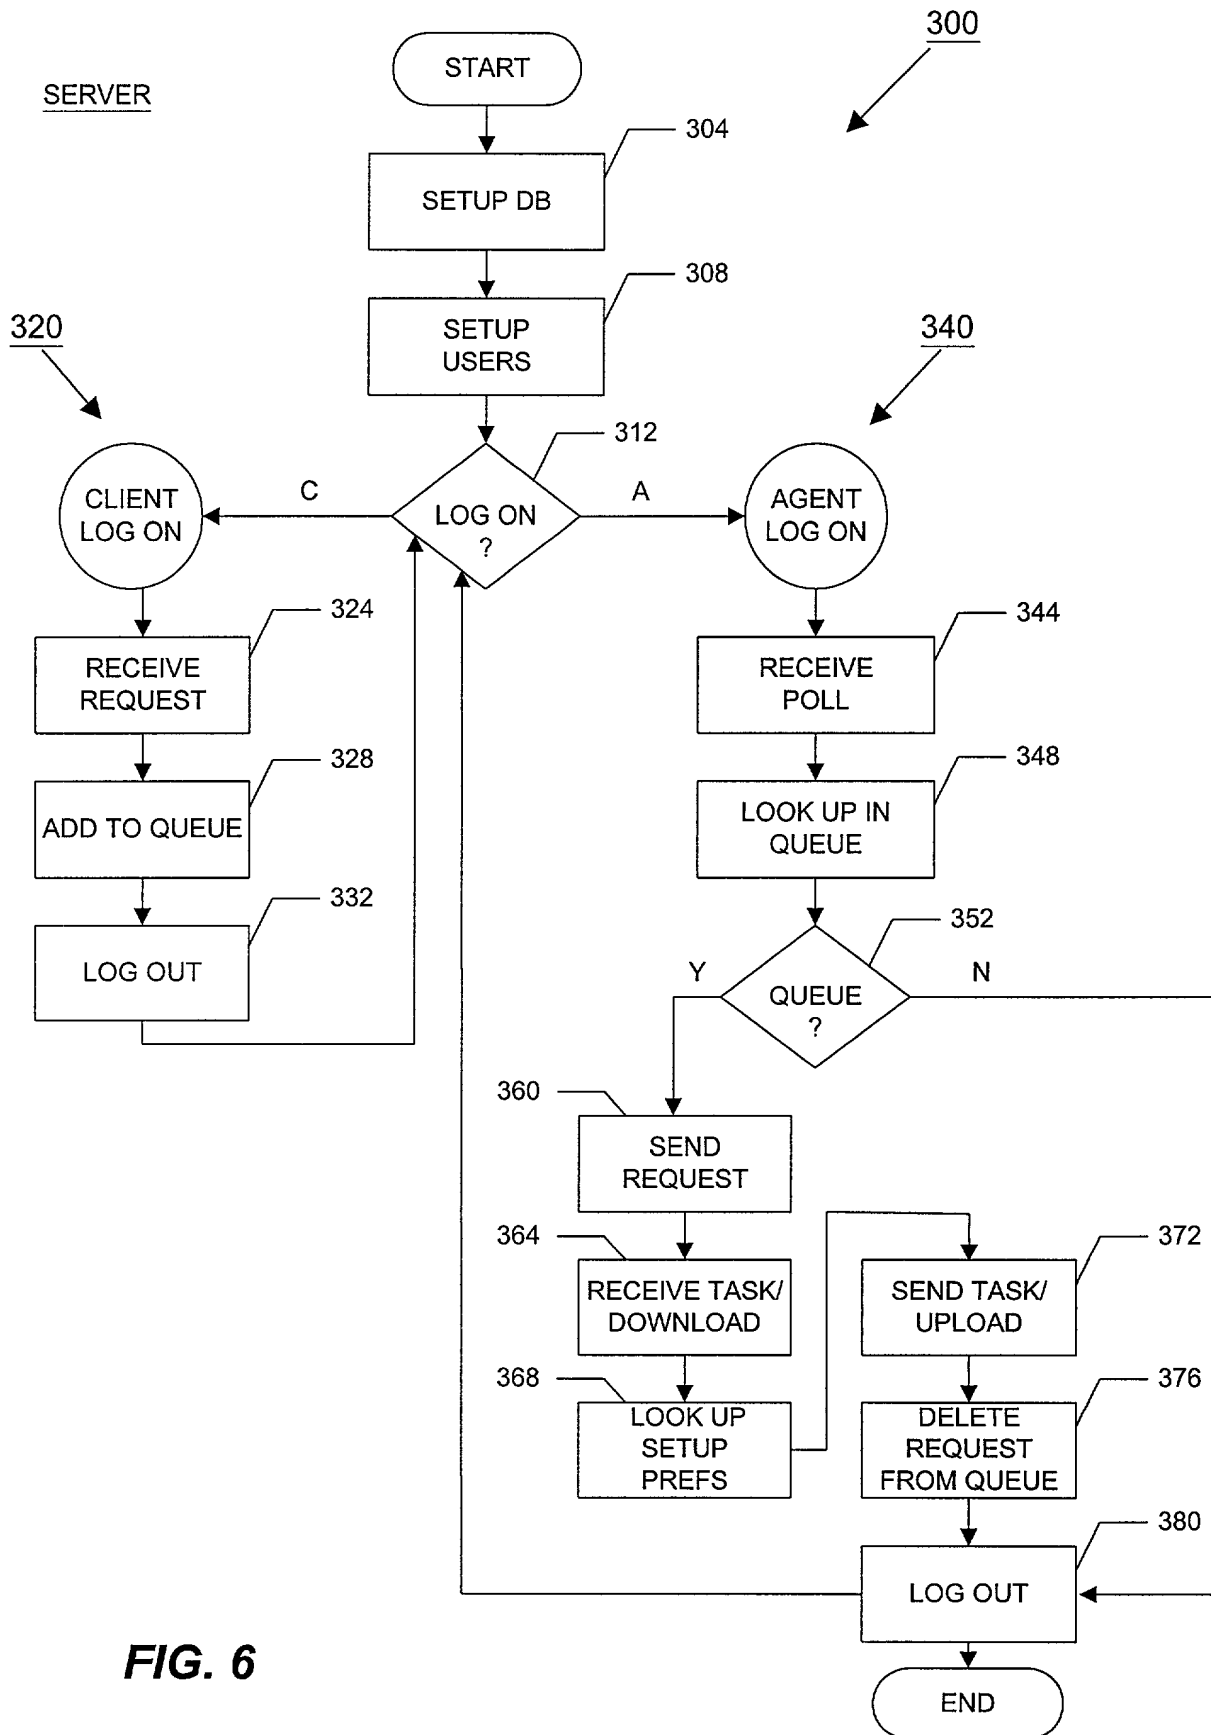 300
START
SERVER
304
SETUP DB
308
SETUP
USERS
320
340
312
C
LOG ON
?
A
CLIENT
LOG ON
AGENT
LOG ON
324
RECEIVE
REQUEST
344
RECEIVE
POLL
328
ADD TO QUEUE
348
LOOK UP IN
QUEUE
332
LOG OUT
352
Y
QUEUE
?
N
360
SEND
REQUEST
364
RECEIVE TASK/
DOWNLOAD
372
SEND TASK/
UPLOAD
368
LOOK UP
SETUP
PREFS
376
DELETE
REQUEST
FROM QUEUE
380
LOG OUT
END
FIG. 6